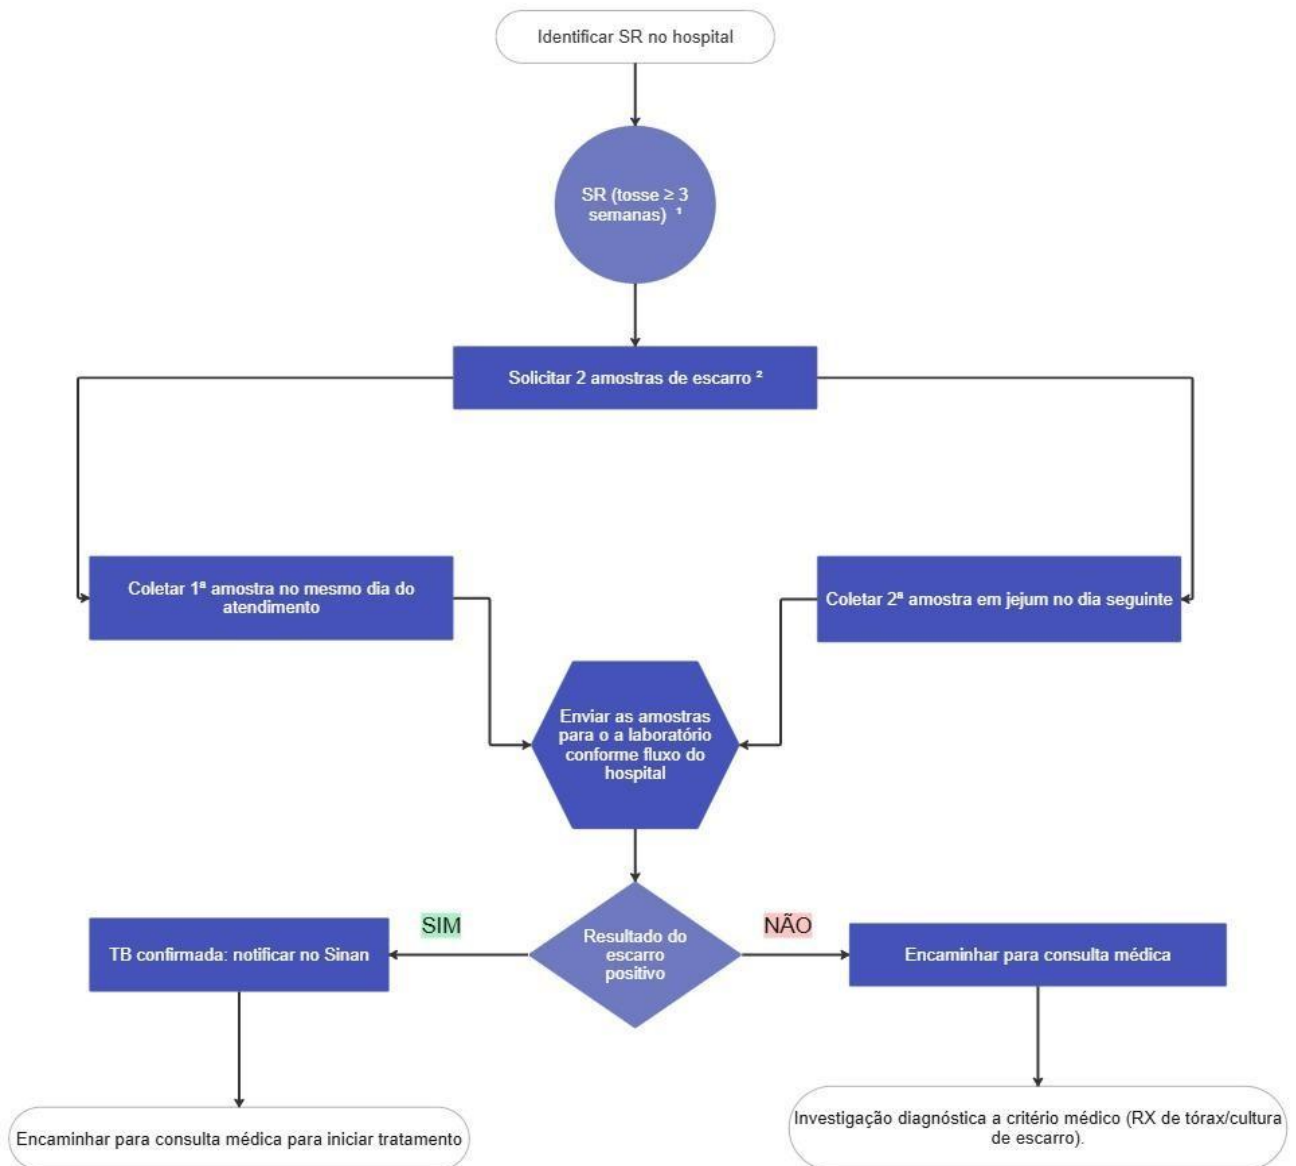 Identificar SR no hospital
SR (tosse ≥ 3
semanas) ¹
Solicitar 2 amostras de escarro ²
Coletar 1ª amostra no mesmo dia do
atendimento
Coletar 2ª amostra em jejum no dia seguinte
Enviar as amostras
para o a laboratório
conforme fluxo do
hospital
SIM
NÃO
TB confirmada: notificar no Sinan
Resultado do
escarro
positivo
Encaminhar para consulta médica
Encaminhar para consulta médica para iniciar tratamento
Investigação diagnóstica a critério médico (RX de tórax/cultura
de escarro).